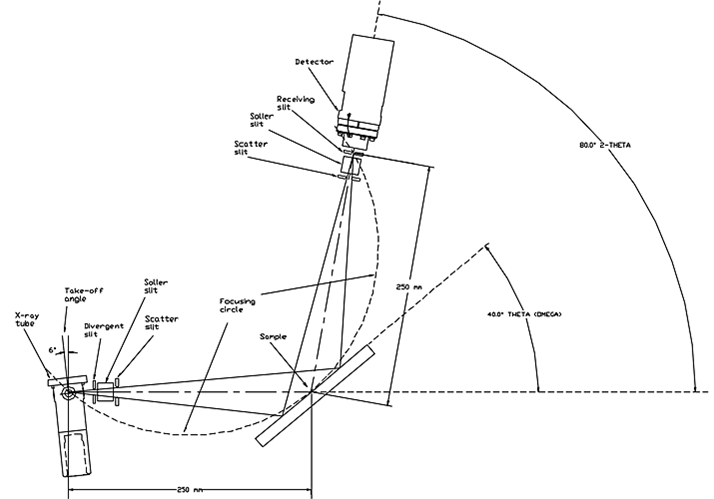 Detector
Receiving
slit
Soller
slit
Scatter
slit
80.0° 2-THETA
250 mm
40.0° THETA (OMEGA)
Take-off
angle
Soller
slit
X-ray
tube
Divergent
slit
Scatter
slit
Focusing
circle
Sample
6°
250 mm